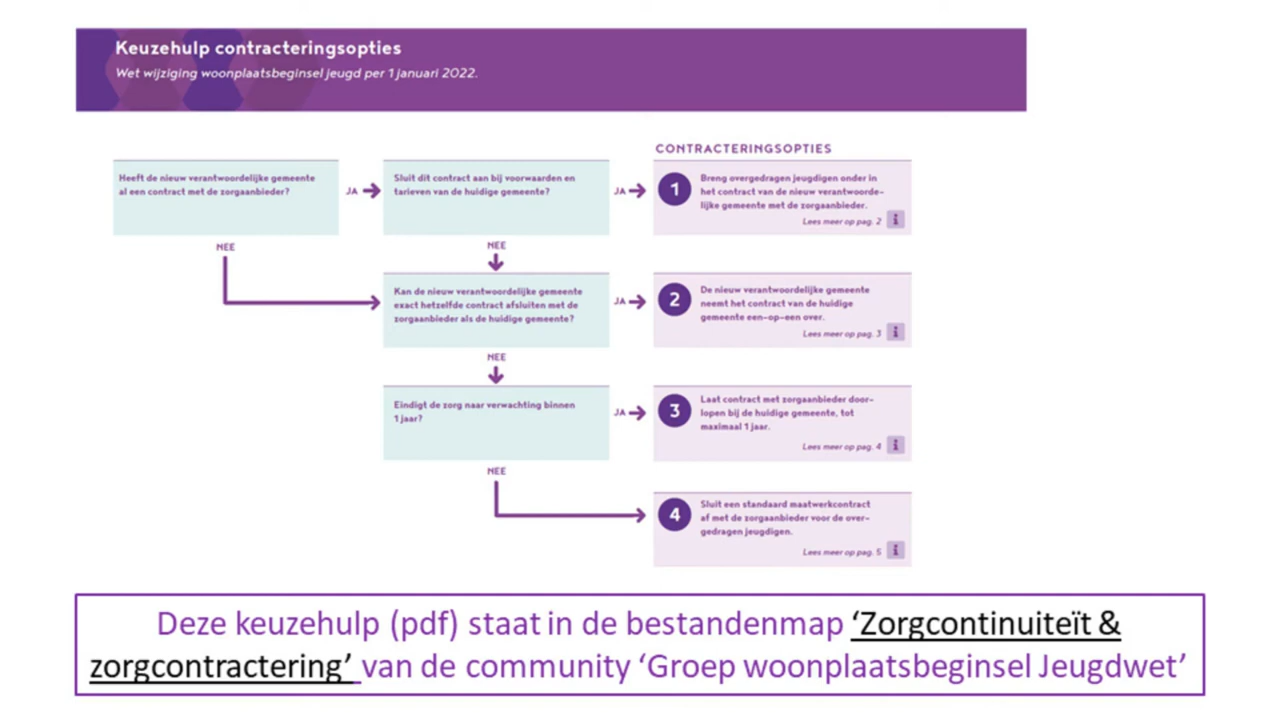 Keuzehulp contracteringsopties
Wet wijziging woonplaatsbeginsel jeugd per 1 januari 2022.
CONTRACTERINGSOPTIES
Heeft de nieuw verantwoordelijke gemeente
al een contract met de zorgaanbieder?
JA
Sluit dit contract aan bij voorwaarden en
tarieven van de huidige gemeente?
JA
1
Breng overgedragen jeugdigen onder in
het contract van de nieuw verantwoorde-
lijke gemeente met de zorgaanbieder.
Lees meer op pag. 2
i
NEE
NEE
Kan de nieuw verantwoordelijke gemeente
exact hetzelfde contract afsluiten met de
zorgaanbieder als de huidige gemeente?
JA
2
De nieuw verantwoordelijke gemeente
neemt het contract van de huidige
gemeente een-op-een over.
Lees meer op pag. 3
i
NEE
Eindigt de zorg naar verwachting binnen
1 jaar?
JA
3
Laat contract met zorgaanbieder door-
lopen bij de huidige gemeente, tot
maximaal 1 jaar.
Lees meer op pag. 4
i
NEE
4
Sluit een standaard maatwerkcontract
af met de zorgaanbieder voor de over-
gedragen jeugdigen.
Lees meer op pag. 5
i
Deze keuzehulp (pdf) staat in de bestandenmap ‘Zorgcontinuiteït &
zorgcontractering’ van de community ‘Groep woonplaatsbeginsel Jeugdwet’